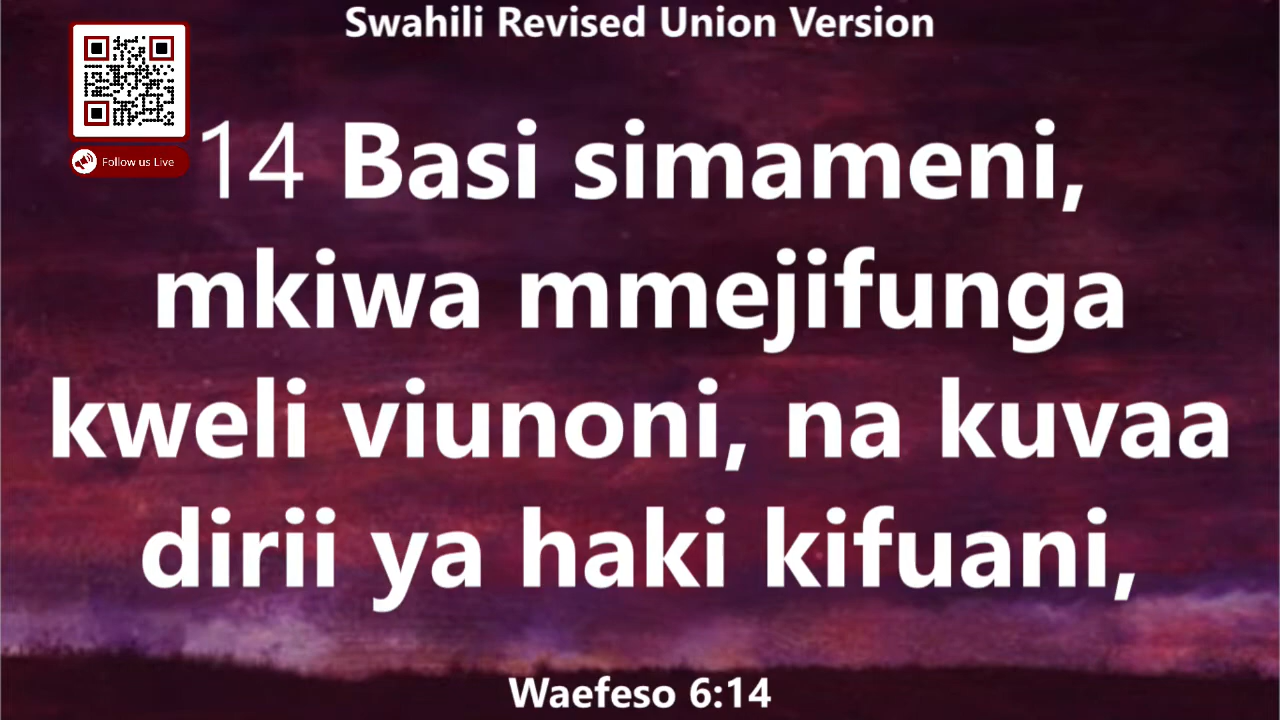 Swahili Revised Union Version
Follow us Live
14 Basi simameni,
mkiwa mmejifunga
kweli viunoni, na kuvaa
dirii ya haki kifuani,
Waefeso 6:14